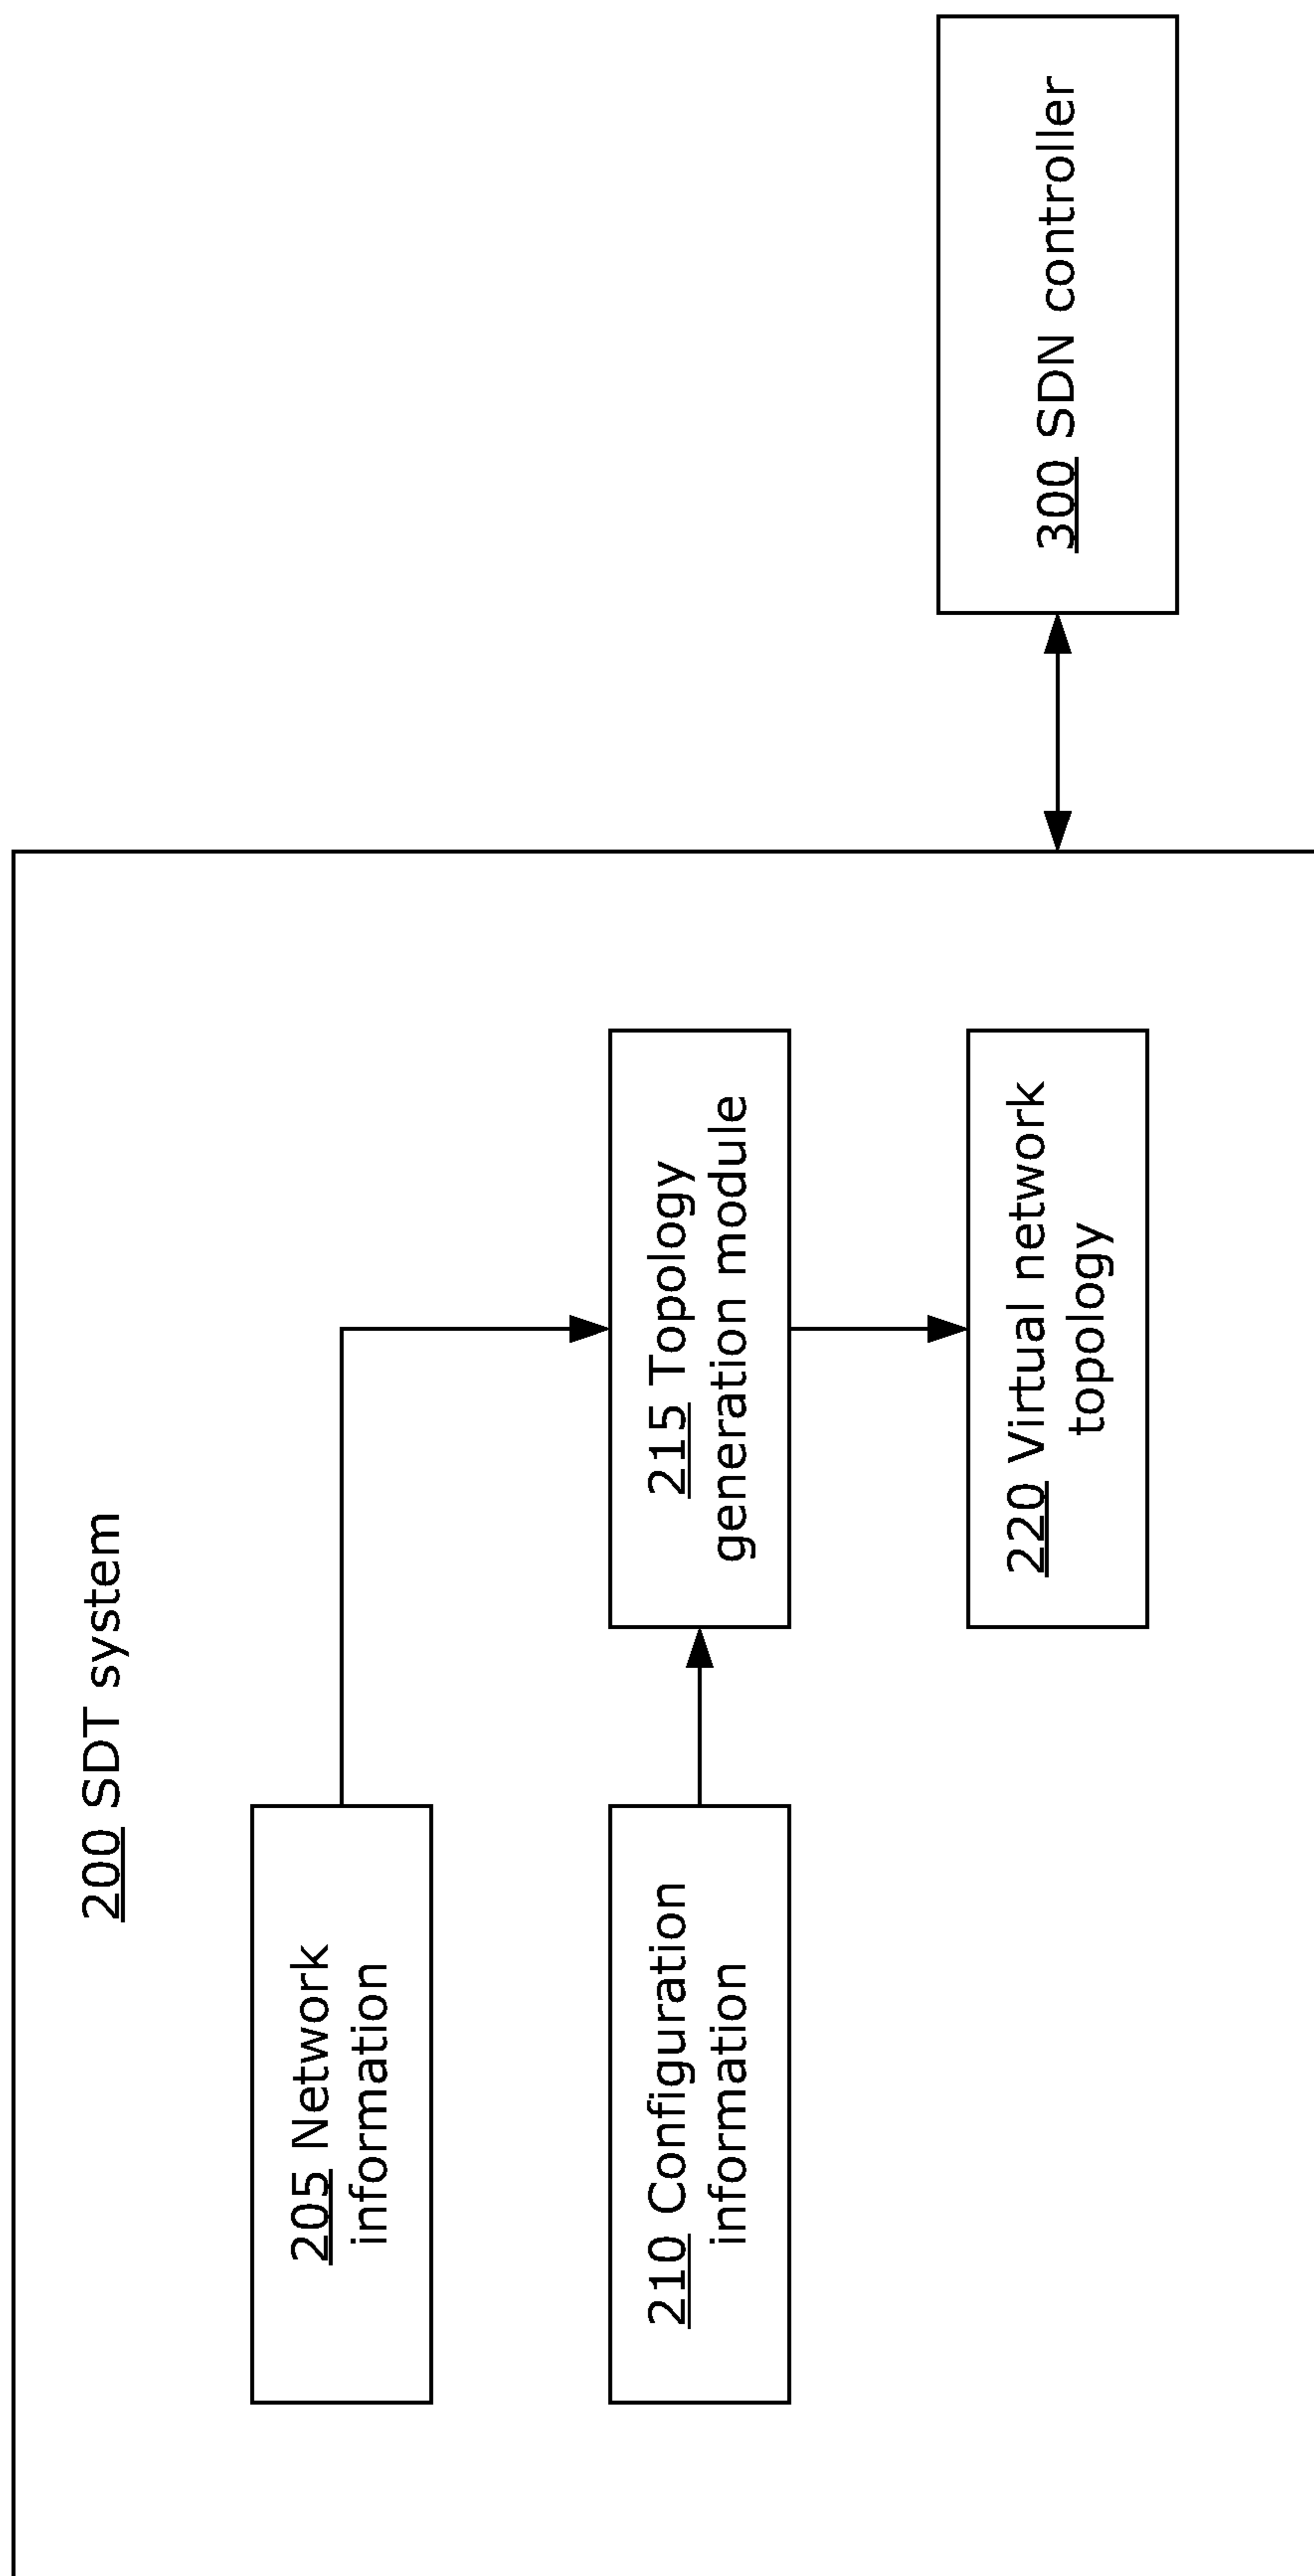 200 SDT system
205 Network
information
210 Configuration
information
215 Topology
generation module
220 Virtual network
topology
300 SDN controller